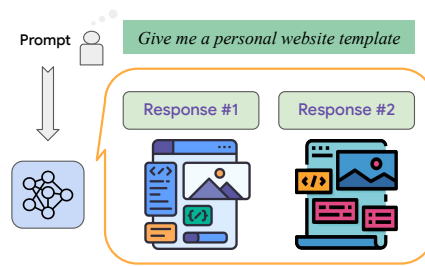 Prompt
Give me a personal website template
Response #1
Response #2